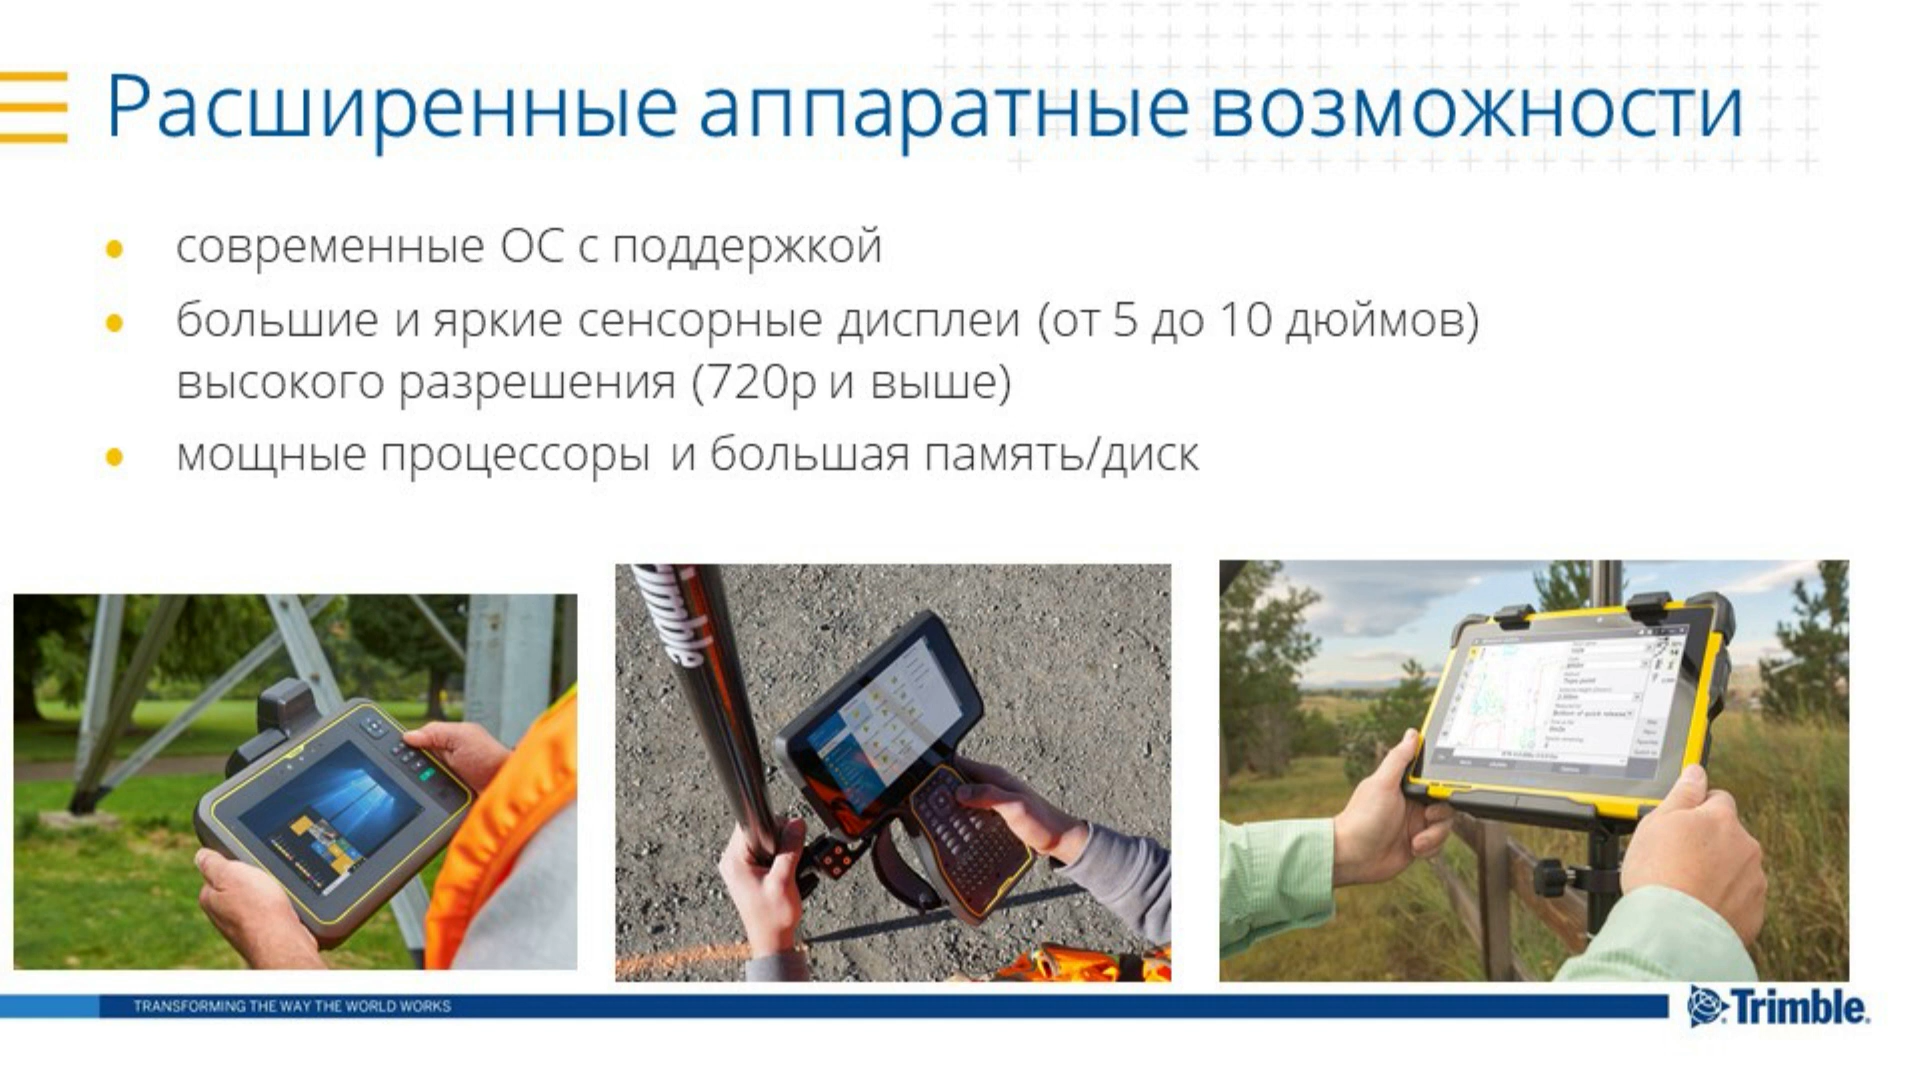 Расширенные аппаратные возможности
современные ОС с поддержкой
большие и яркие сенсорные дисплеи (от 5 до 10 дюймов)
высокого разрешения (720p и выше)
мощные процессоры и большая память/диск
TRANSFORMING THE WAY THE WORLD WORKS
Trimble.